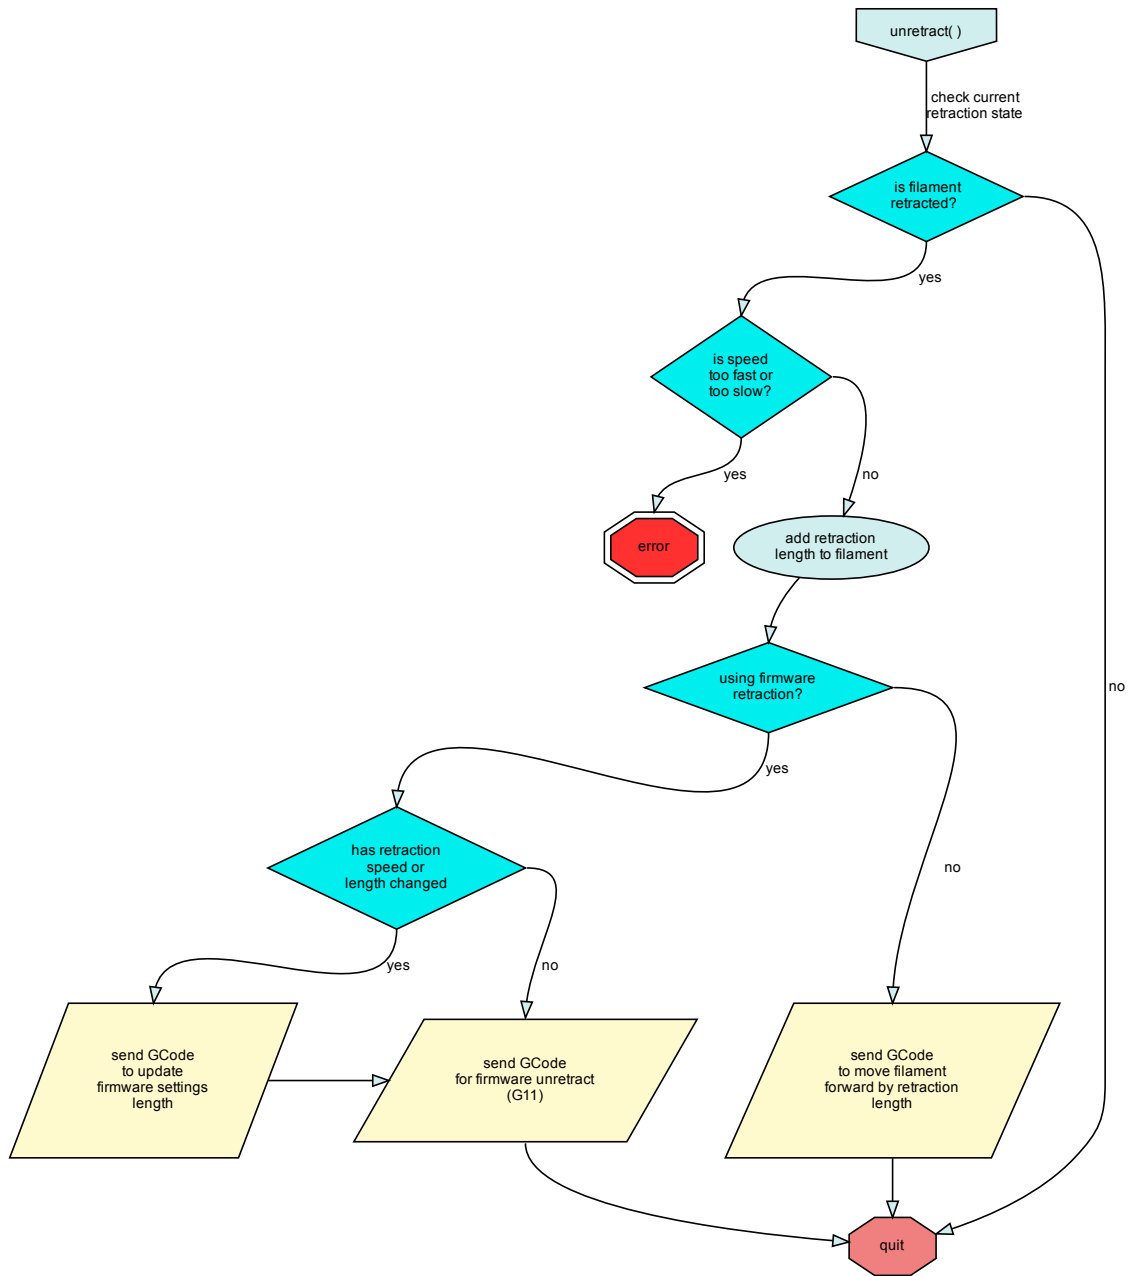 unretract( )
check current
retraction state
is filament
retracted?
yes
is speed
too fast or
too slow?
yes
no
error
add retraction
length to filament
using firmware
retraction?
no
yes
has retraction
speed or
length changed
no
yes
no
send GCode
to update
firmware settings
length
send GCode
for firmware unretract
(G11)
send GCode
to move filament
forward by retraction
length
quit